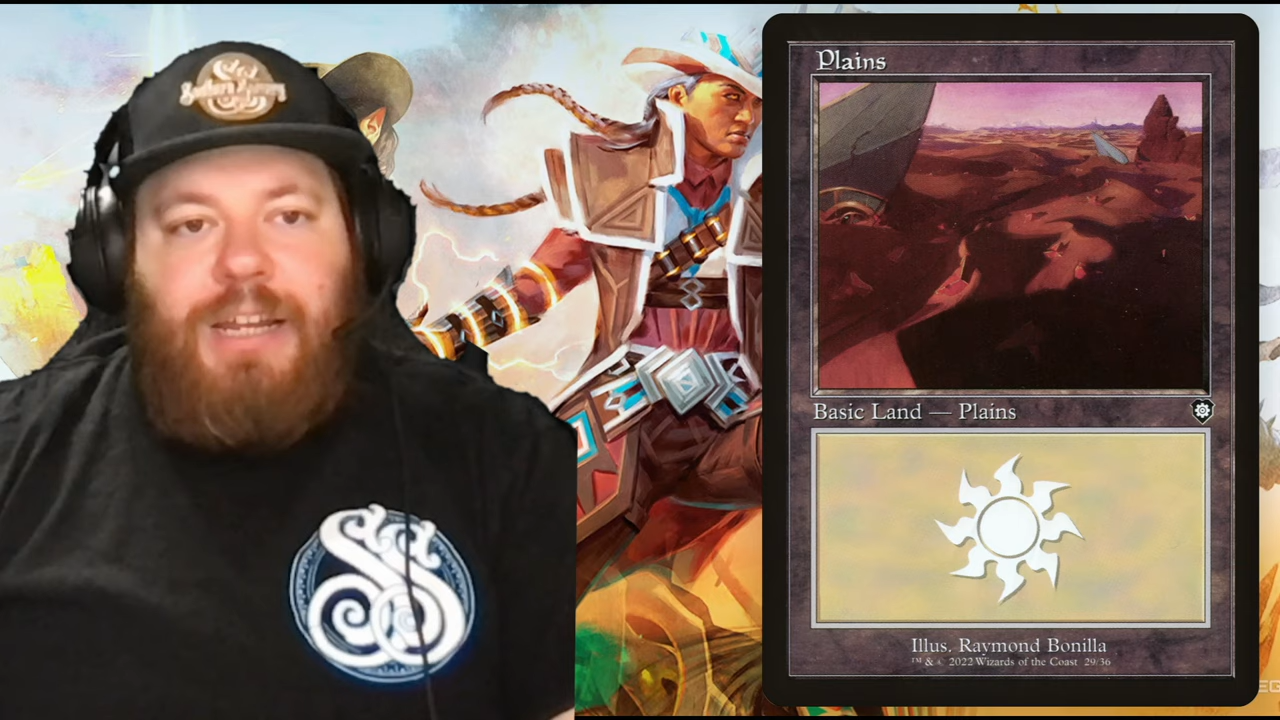 Plains
Basic Land — Plains
Illus. Raymond Bonilla
™ & © 2022 Wizards of the Coast 29/36